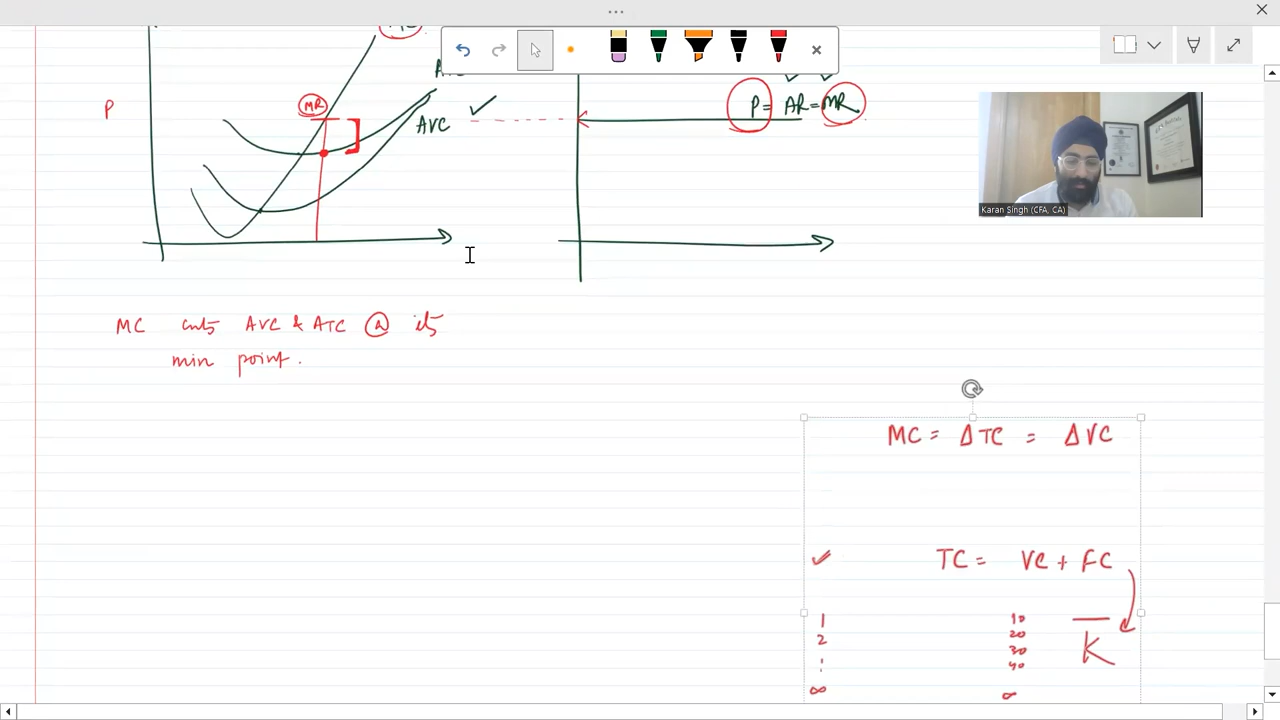 P
MR
AVC
P = AR = MR
Karan Singh (CFA, CA)
MC cuts AVC & ATC @ its
min point.
MC = ΔTC = ΔVC
TC = VC + FC
1 10
2 20
30
K
40
∞ ∞